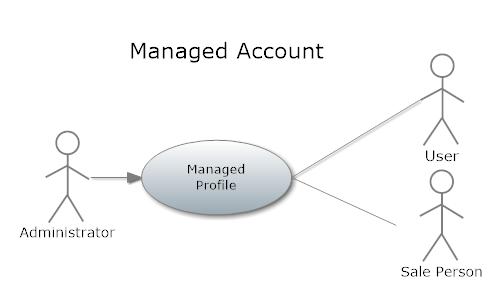 Managed Account
User
Managed
Profile
Administrator
Sale Person